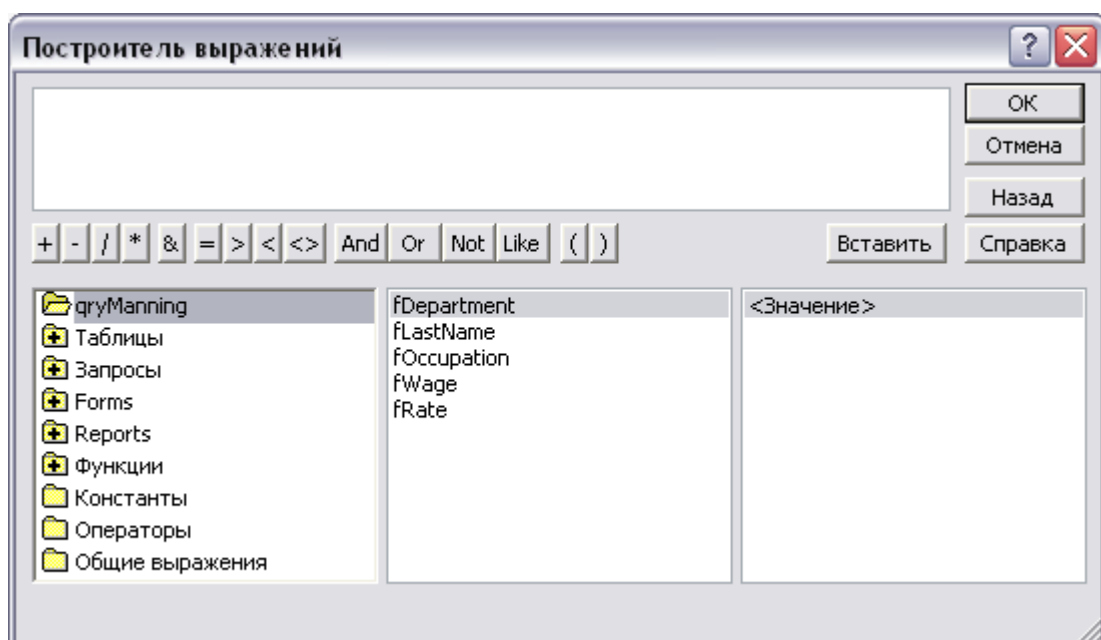 Построитель выражений
?
OK
Отмена
Назад
+ - / * & = > < <> And Or Not Like ( ) Вставить Справка
qryManning
Таблицы
Запросы
Forms
Reports
Функции
Константы
Операторы
Общие выражения
fDepartment
fLastName
fOccupation
fWage
fRate
<Значение>